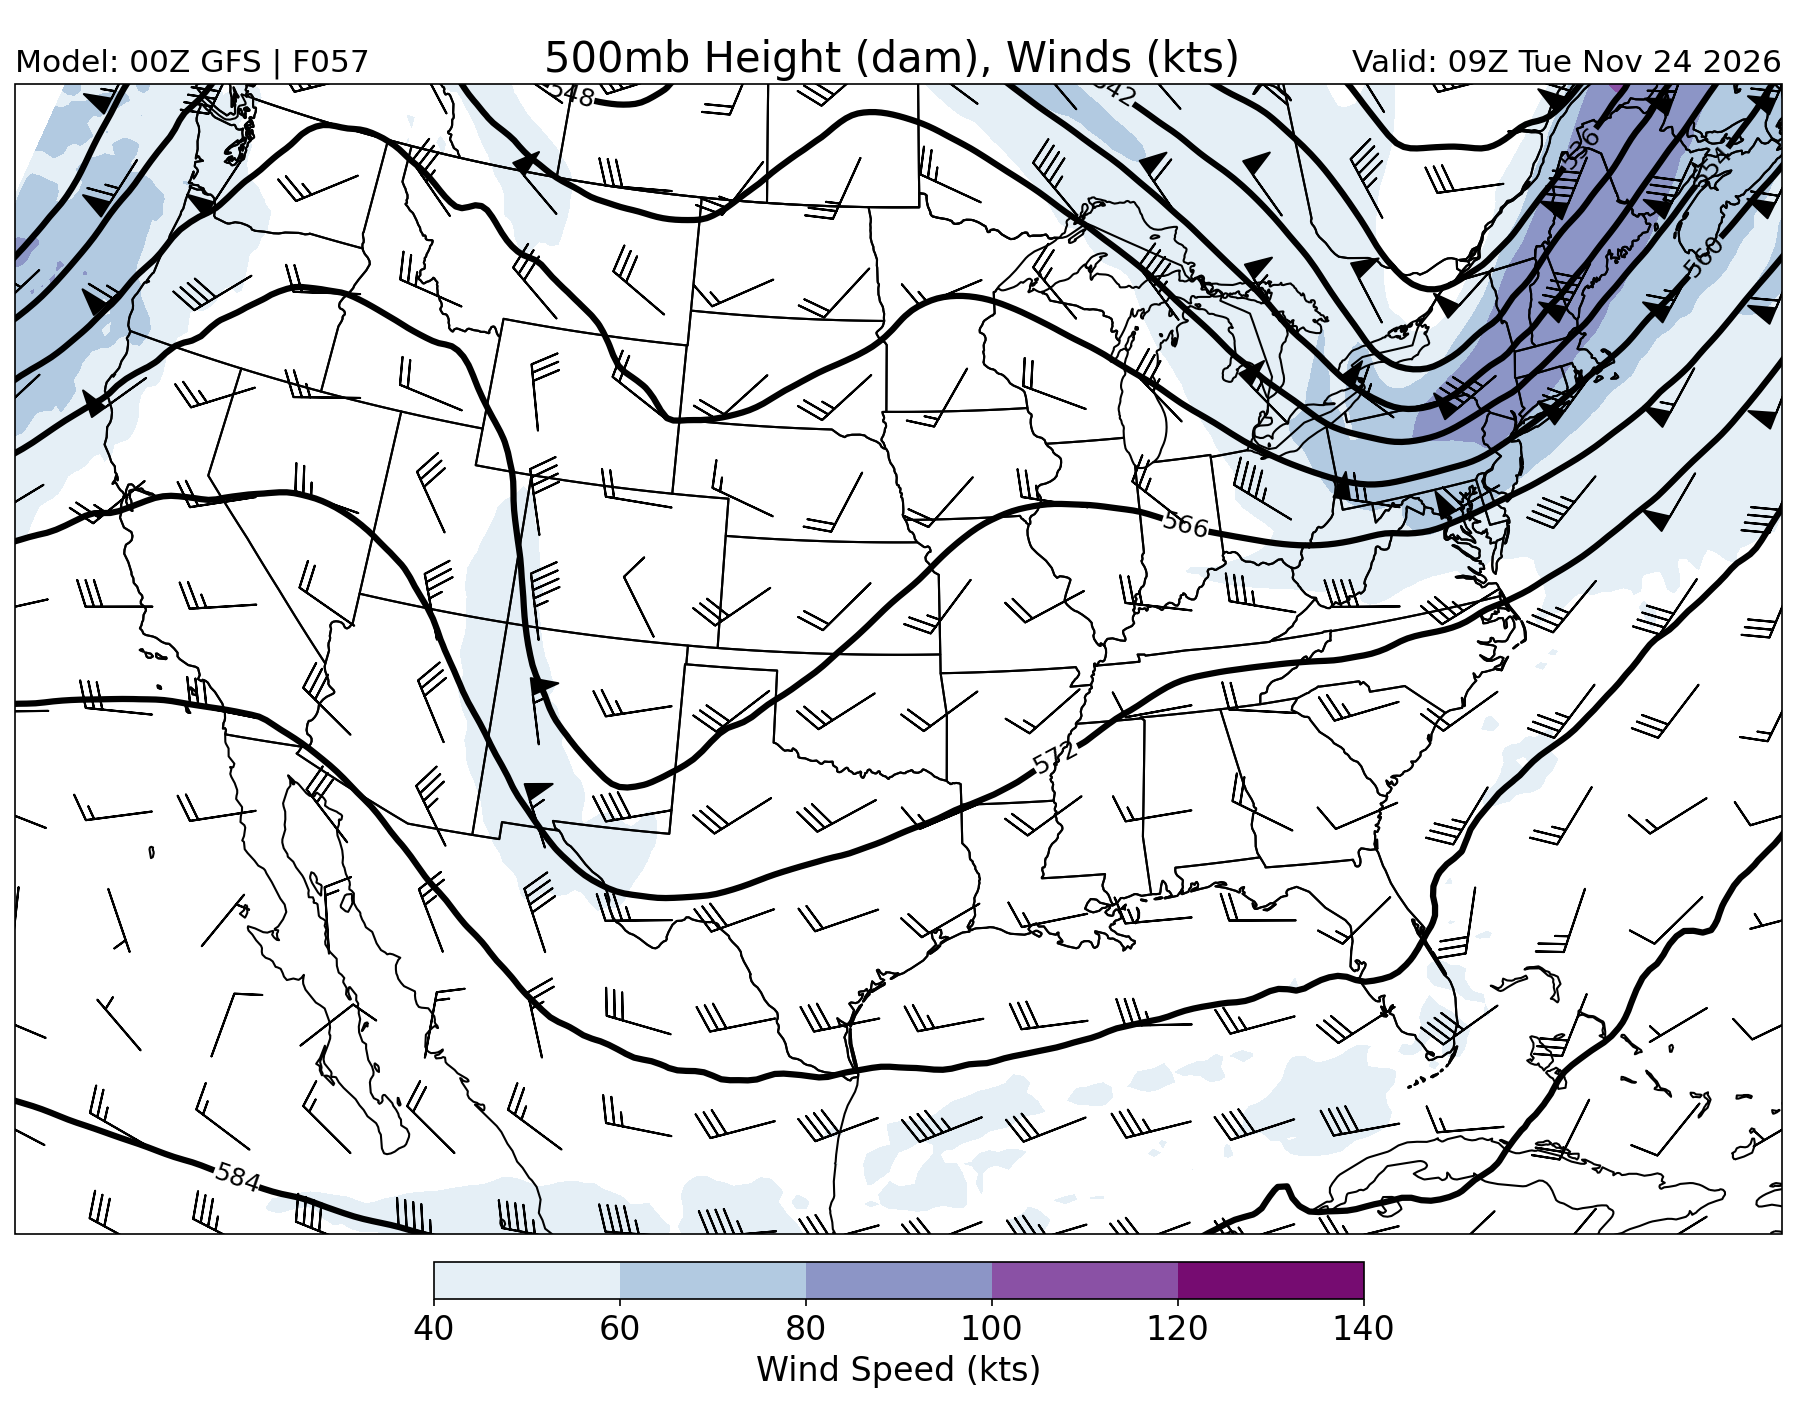 Model: 00Z GFS | F057
500mb Height (dam), Winds (kts)
Valid: 09Z Tue Nov 24 2026
548
542
536
554
560
566
572
584
40 60 80 100 120 140
Wind Speed (kts)